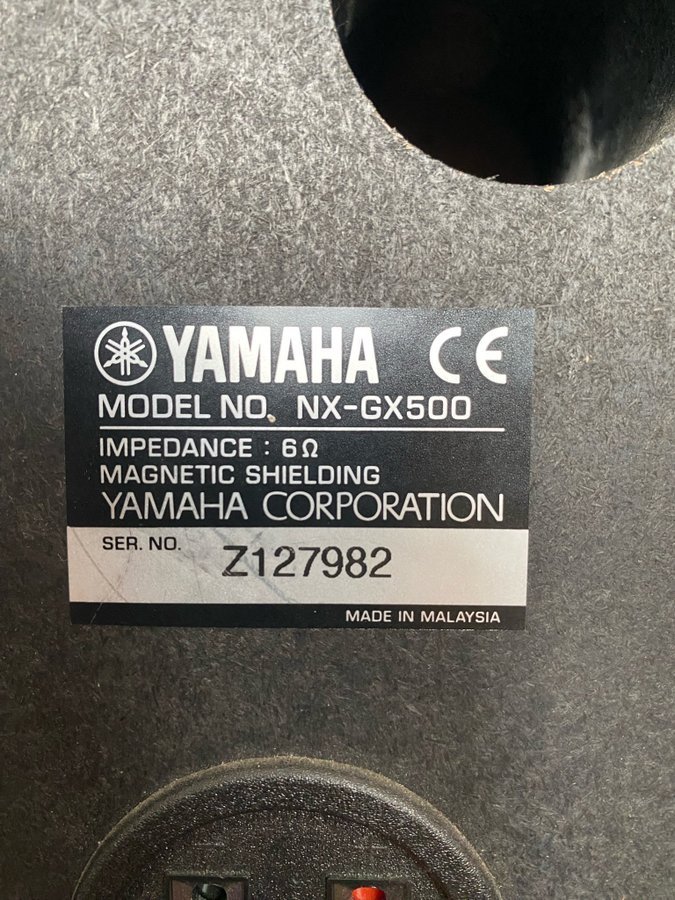 YAMAHA CE
MODEL NO. NX-GX500
IMPEDANCE : 6Ω
MAGNETIC SHIELDING
YAMAHA CORPORATION
SER. NO. Z127982
MADE IN MALAYSIA